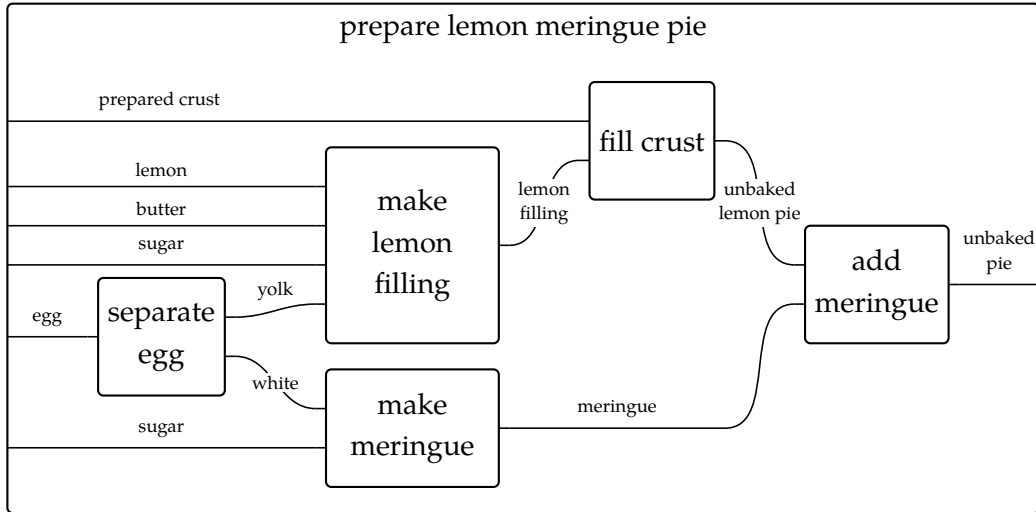 prepare lemon meringue pie
prepared crust
fill crust
lemon
butter
sugar
make
lemon
filling
lemon
filling
unbaked
lemon pie
egg
separate
egg
yolk
white
sugar
make
meringue
meringue
add
meringue
unbaked
pie